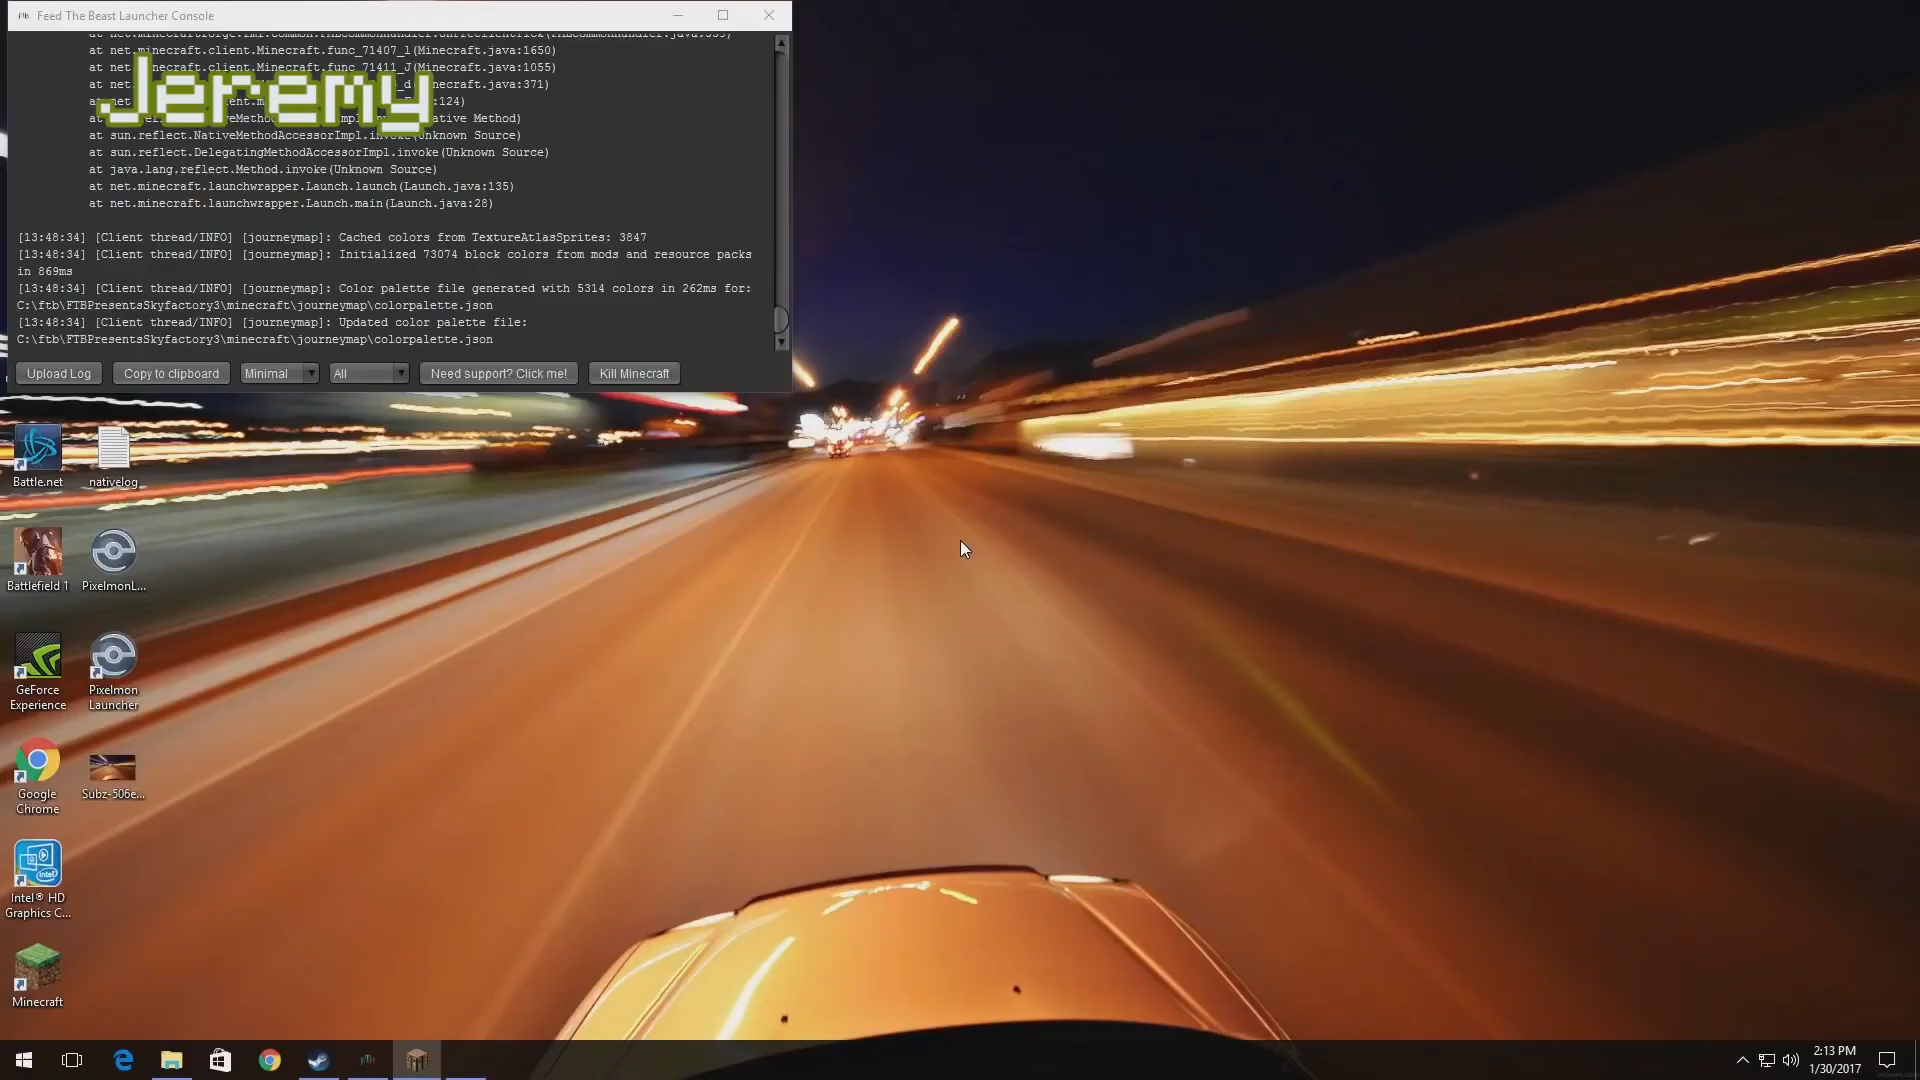 Feed The Beast Launcher Console
at net.minecraft.client.Minecraft.func_71407_l(Minecraft.java:1650)
at net.minecraft.client.Minecraft.func_71411_J(Minecraft.java:1055)
Jeremy
at sun.reflect.NativeMethodAccessorImpl.invoke(Unknown Source)
at sun.reflect.DelegatingMethodAccessorImpl.invoke(Unknown Source)
at java.lang.reflect.Method.invoke(Unknown Source)
at net.minecraft.launchwrapper.Launch.launch(Launch.java:135)
at net.minecraft.launchwrapper.Launch.main(Launch.java:28)
[13:48:34] [Client thread/INFO] [journeymap]: Cached colors from TextureAtlasSprites: 3847
[13:48:34] [Client thread/INFO] [journeymap]: Initialized 73074 block colors from mods and resource packs
in 869ms
[13:48:34] [Client thread/INFO] [journeymap]: Color palette file generated with 5314 colors in 262ms for:
C:\ftb\FTBPresentsSkyfactory3\minecraft\journeymap\colorpalette.json
[13:48:34] [Client thread/INFO] [journeymap]: Updated color palette file:
C:\ftb\FTBPresentsSkyfactory3\minecraft\journeymap\colorpalette.json
Upload Log Copy to clipboard Minimal All Need support? Click me! Kill Minecraft
Battle.net nativelog
Battlefield 1 PixelmonL...
GeForce Experience
Pixelmon Launcher
Google Chrome
Subz-506e...
Intel® HD Graphics C...
Minecraft
2:13 PM
1/30/2017